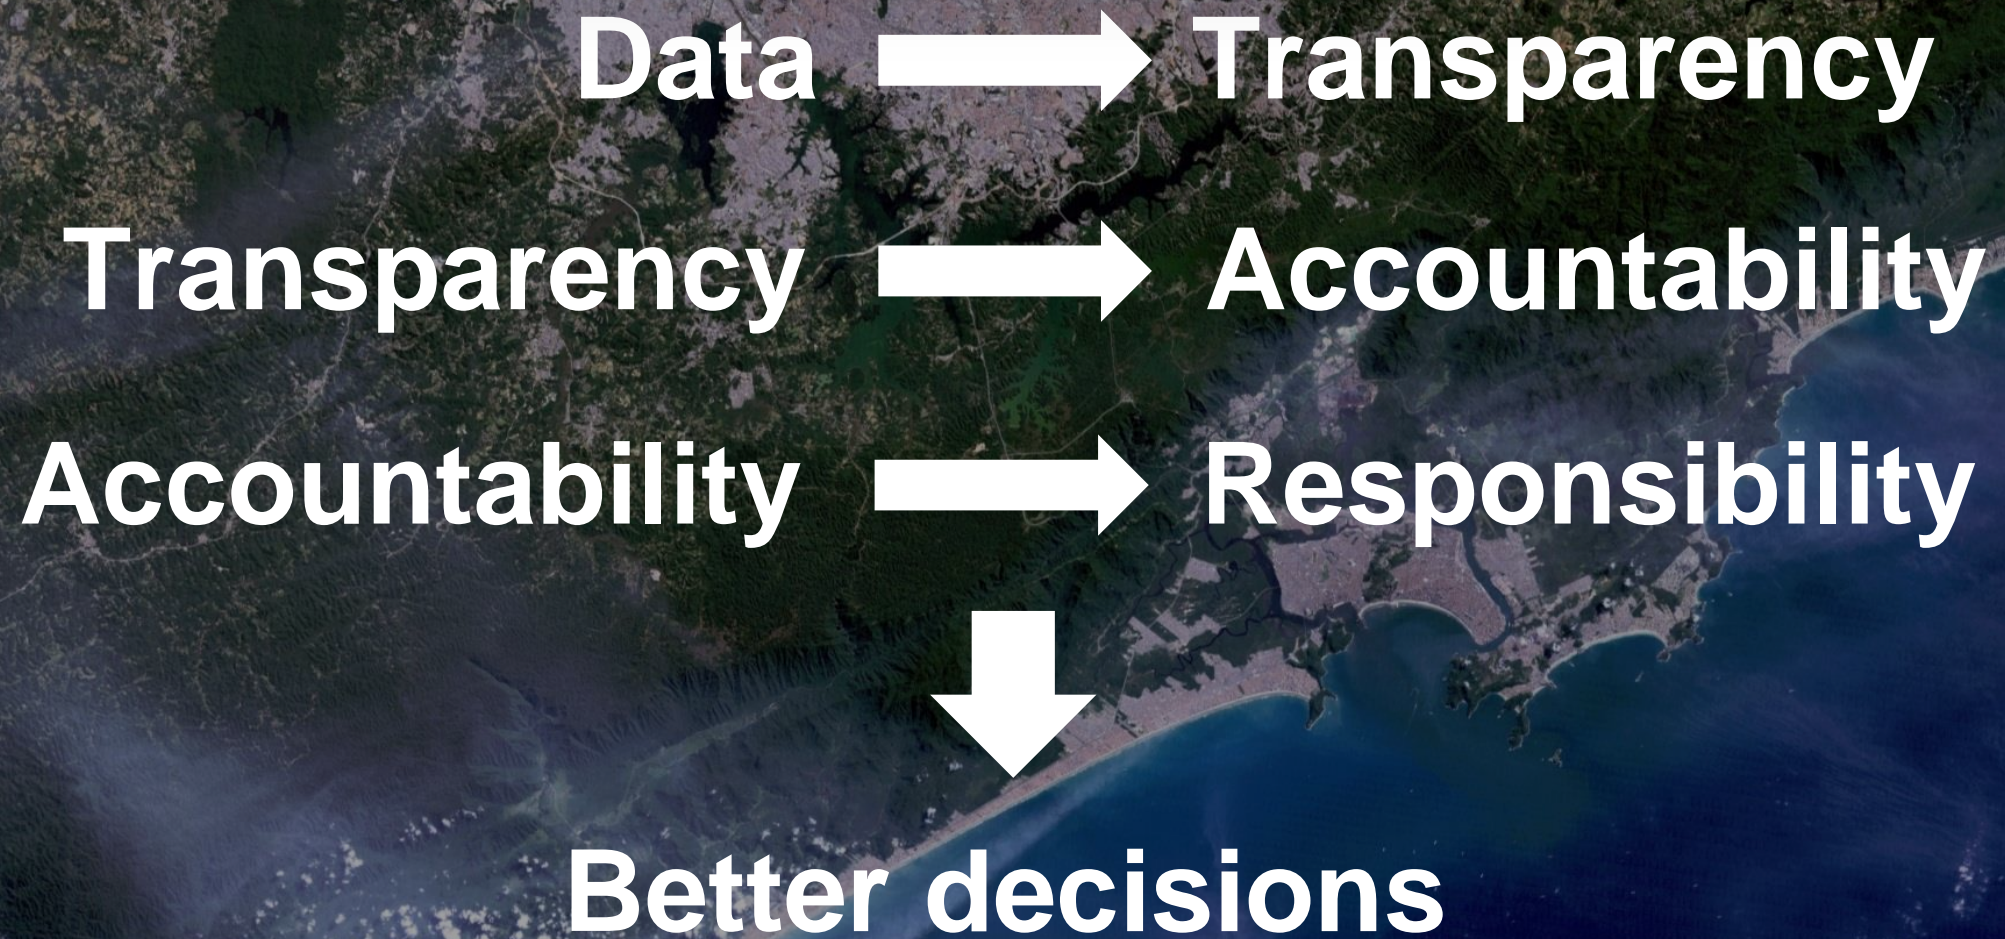 Data Transparency
Transparency Accountability
Accountability Responsibility
Better decisions